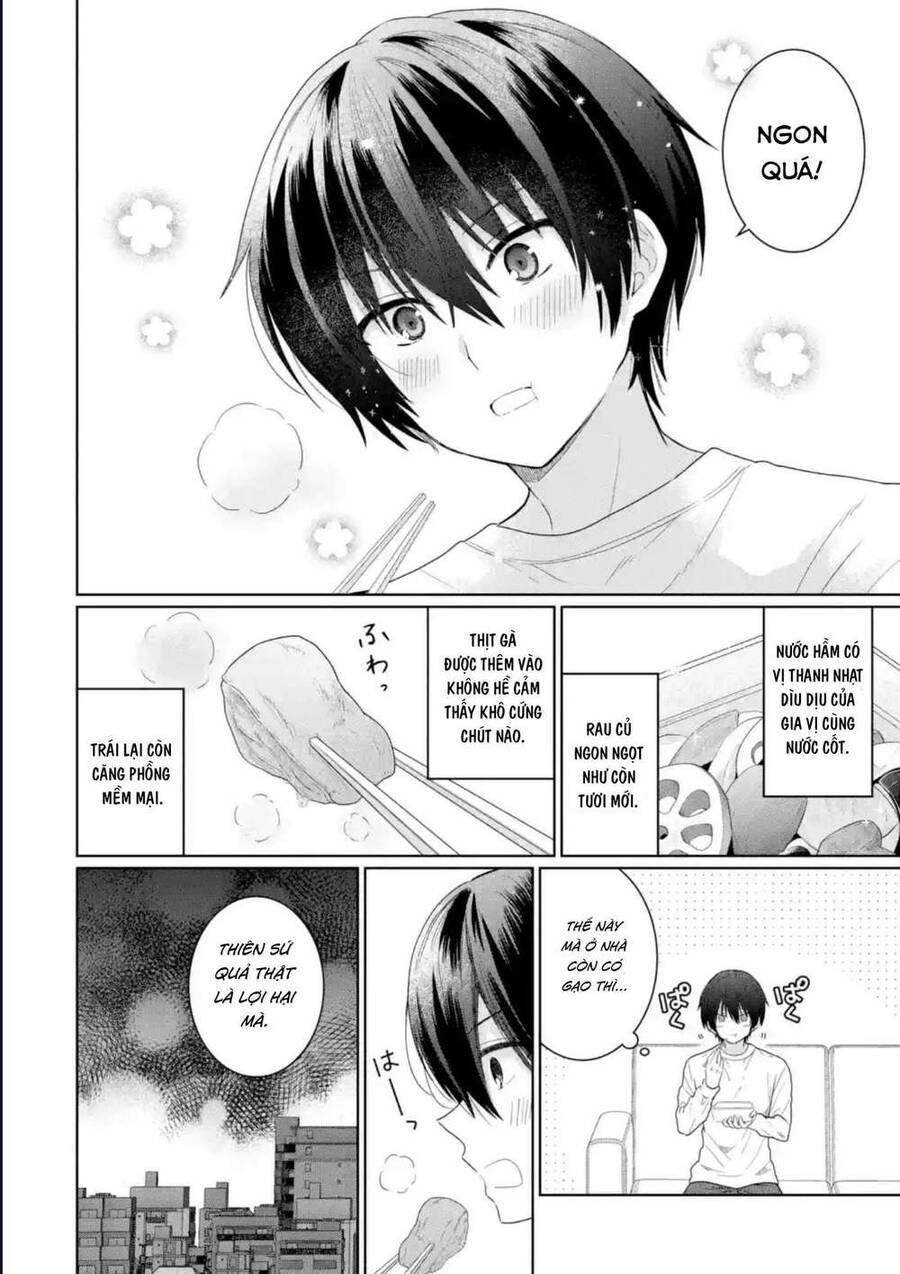 NGON
QUÁ!
NƯỚC HẦM CÓ
VỊ THANH NHẠT
DÌU DỊU CỦA
GIA VỊ CÙNG
NƯỚC CỐT.
RAU CỦ
NGON NGỌT
NHƯ CÒN
TƯƠI MỚI.
THỊT GÀ
ĐƯỢC THÊM VÀO
KHÔNG HỀ CẢM
THẤY KHÔ CỨNG
CHÚT NÀO.
ふわっ
TRÁI LẠI CÒN
CĂNG PHỒNG
MỀM MẠI.
THẾ NÀY
MÀ Ở NHÀ
CÒN CÓ
GẠO THÌ...
ぱく
ぱく
はーっ
THIÊN SỨ
QUẢ THẬT
LÀ LỢI HẠI
MÀ.